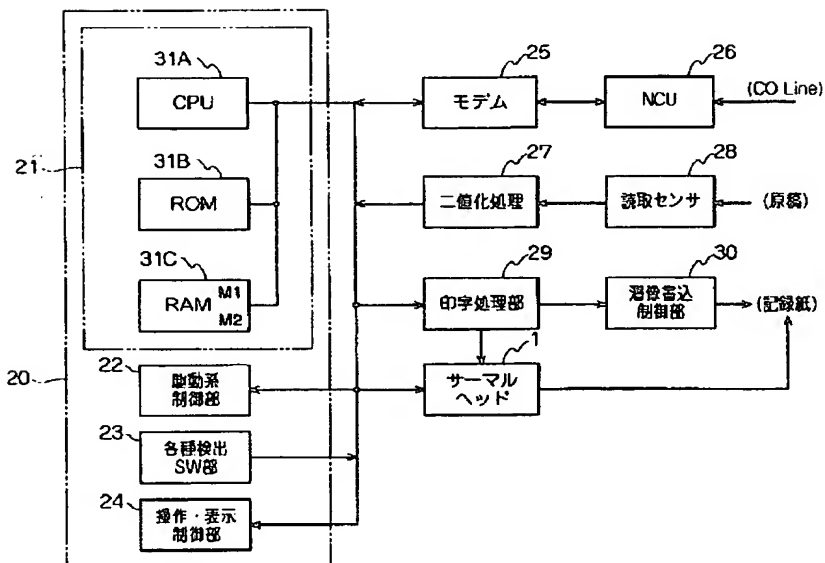 31A
CPU
21
31B
ROM
31C
RAM M1
M2
20
22
駆動系
制御部
23
各種検出
SW部
24
操作・表示
制御部
25
モデム
26
NCU
(CO Line)
27
二値化処理
28
読取センサ
(原稿)
29
印字処理部
30
潜像書込
制御部
(記録紙)
1
サーマル
ヘッド